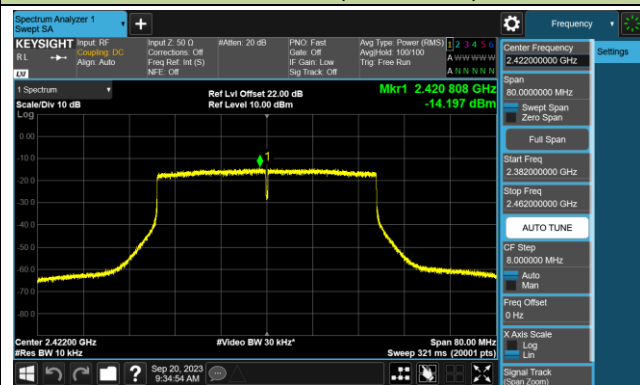 Spectrum Analyzer 1
Swept SA
Frequency
KEYSIGHT
Input: RF
Coupling: DC
Align: Auto
RL
LXI
Input Z: 50 Ω
Corrections: Off
Freq Ref: Int (S)
NFE: Off
#Atten: 20 dB
PNO: Fast
Gate: Off
IF Gain: Low
Sig Track: Off
Avg Type: Power (RMS)
Avg|Hold: 100/100
Trig: Free Run
1 2 3 4 5 6
A W W W W W
A N N N N N
1 Spectrum
Scale/Div 10 dB
Log
Ref Lvl Offset 22.00 dB
Ref Level 10.00 dBm
Mkr1 2.420 808 GHz
-14.197 dBm
0.00
-10.0
-20.0
-30.0
-40.0
-50.0
-60.0
-70.0
-80.0
1
Center 2.42200 GHz
#Res BW 10 kHz
#Video BW 30 kHz*
Span 80.00 MHz
Sweep 321 ms (20001 pts)
Sep 20, 2023
9:34:54 AM
Center Frequency
2.422000000 GHz
Settings
Span
80.0000000 MHz
Swept Span
Zero Span
Full Span
Start Freq
2.382000000 GHz
Stop Freq
2.462000000 GHz
AUTO TUNE
CF Step
8.000000 MHz
Auto
Man
Freq Offset
0 Hz
X Axis Scale
Log
Lin
Signal Track
(Span Zoom)